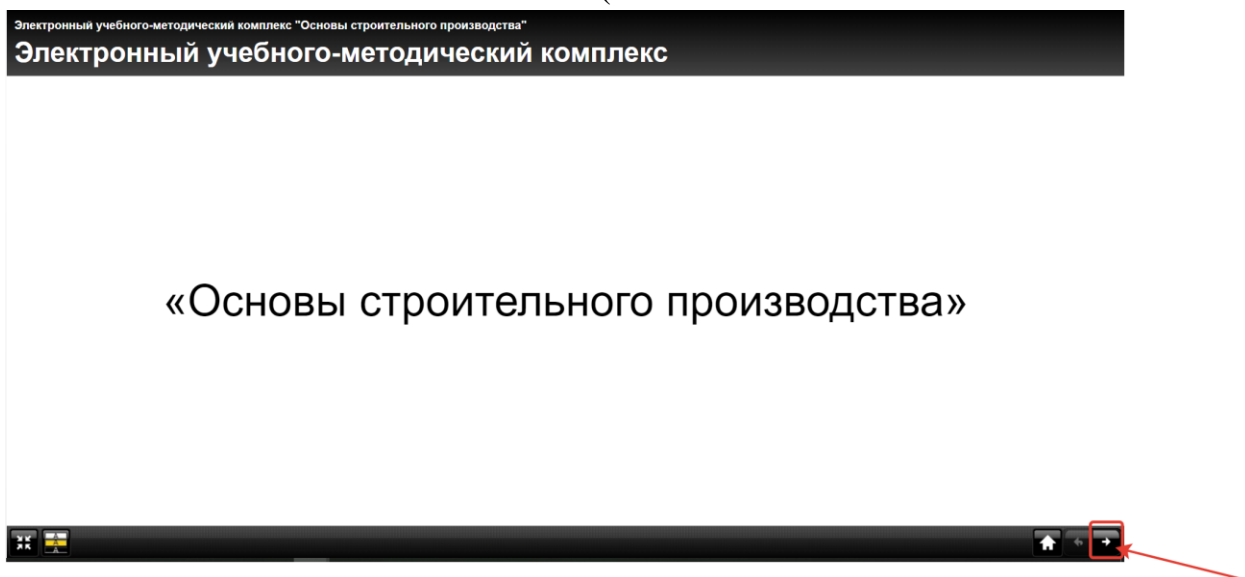 Электронный учебного-методический комплекс "Основы строительного производства"
Электронный учебного-методический комплекс
«Основы строительного производства»